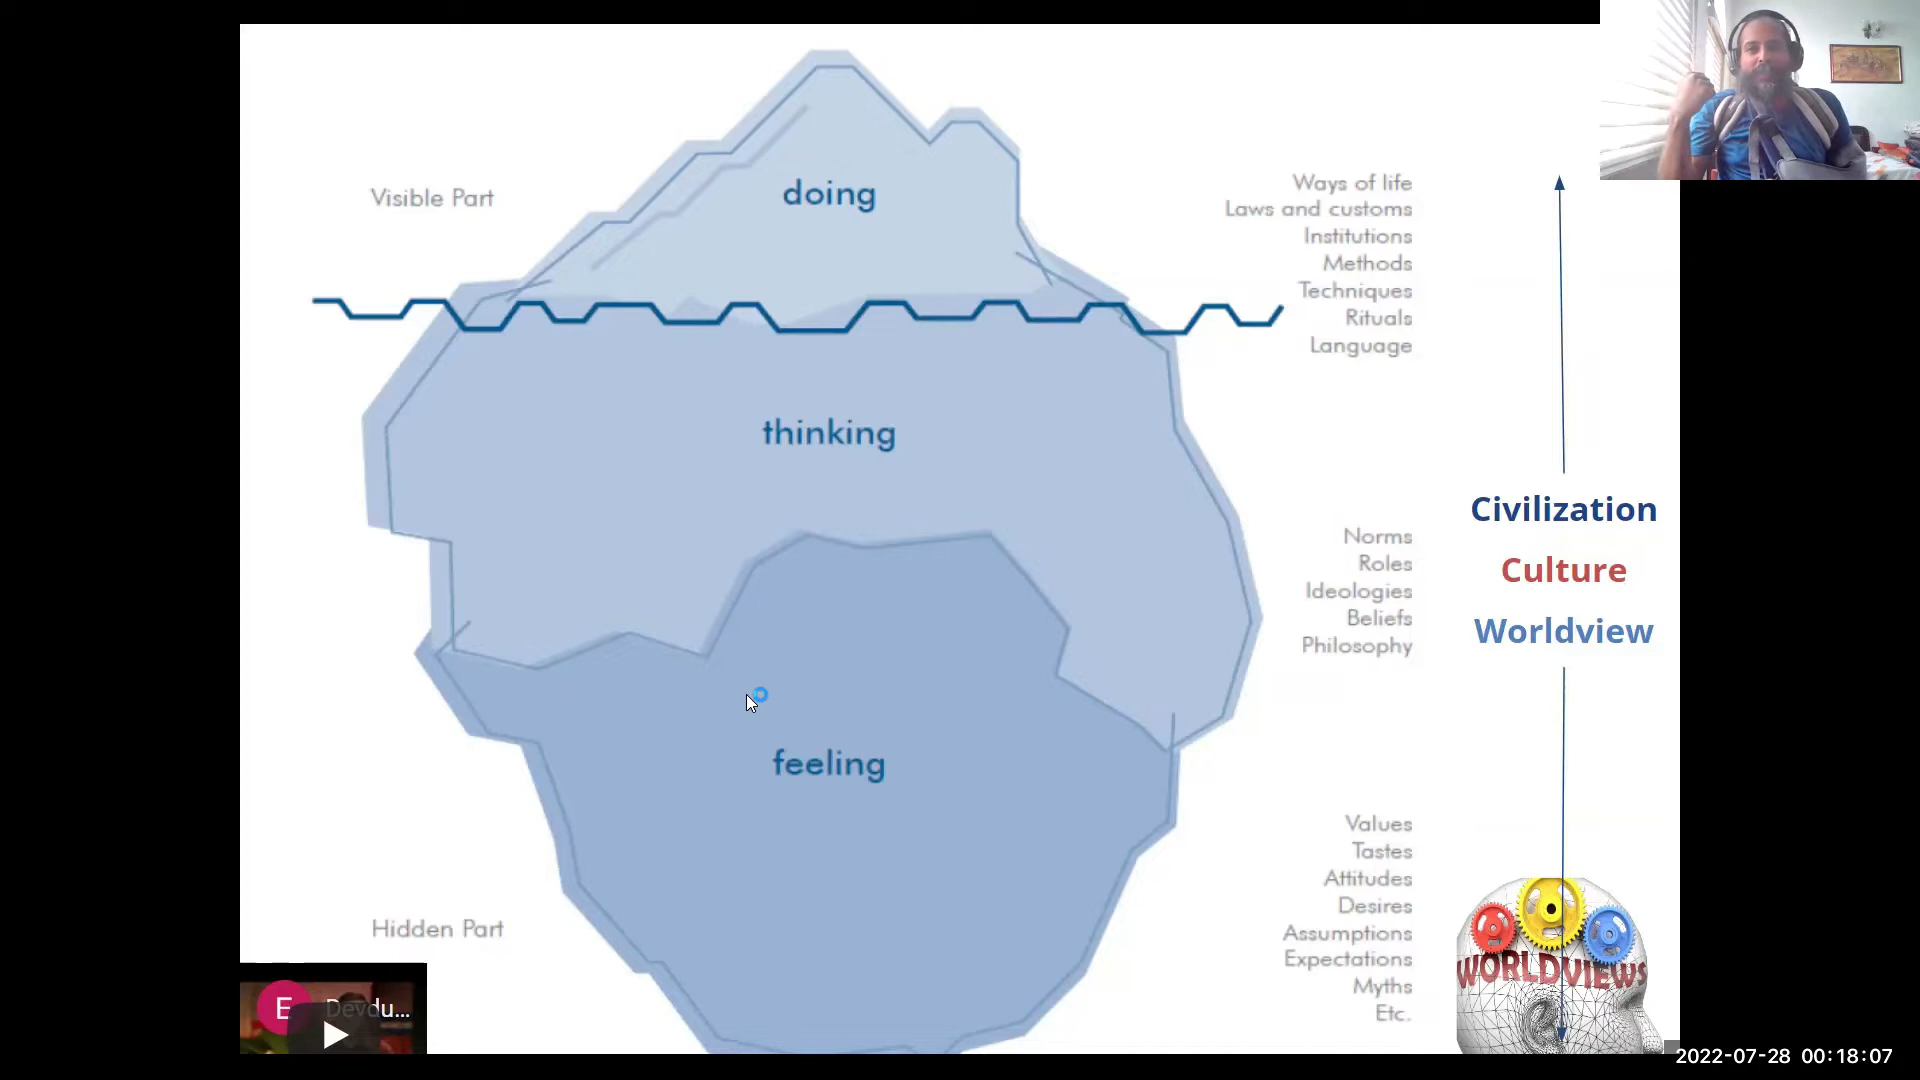 doing
Visible Part
Ways of life
Laws and customs
Institutions
Methods
Techniques
Rituals
Language
thinking
Civilization
Culture
Worldview
Norms
Roles
Ideologies
Beliefs
Philosophy
feeling
Values
Tastes
Attitudes
Desires
Assumptions
Expectations
Myths
Etc.
Hidden Part
WORLDVIEWS
E Devdu...
2022-07-28 00:18:07